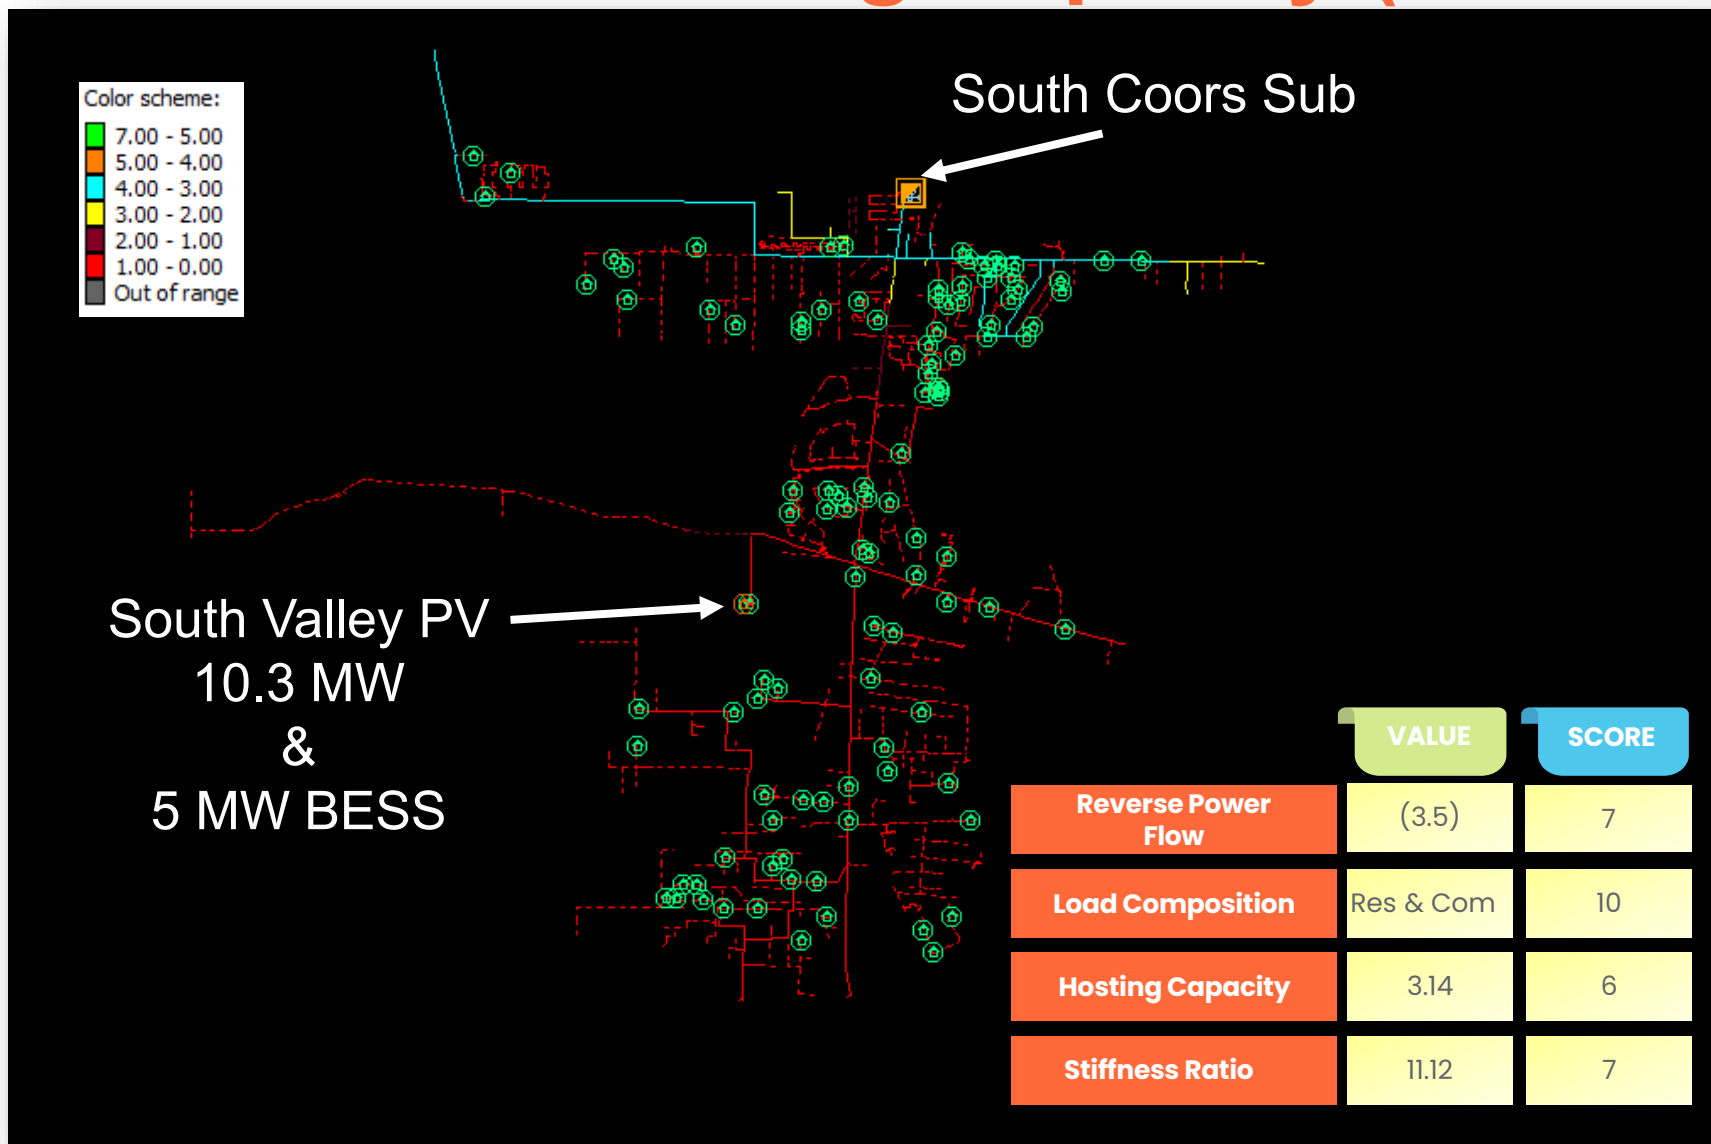 South Coors Sub
Color scheme:
7.00 - 5.00
5.00 - 4.00
4.00 - 3.00
3.00 - 2.00
2.00 - 1.00
1.00 - 0.00
Out of range
South Valley PV
10.3 MW
&
5 MW BESS
VALUE SCORE
Reverse Power
Flow
(3.5) 7
Load Composition Res & Com 10
Hosting Capacity 3.14 6
Stiffness Ratio 11.12 7